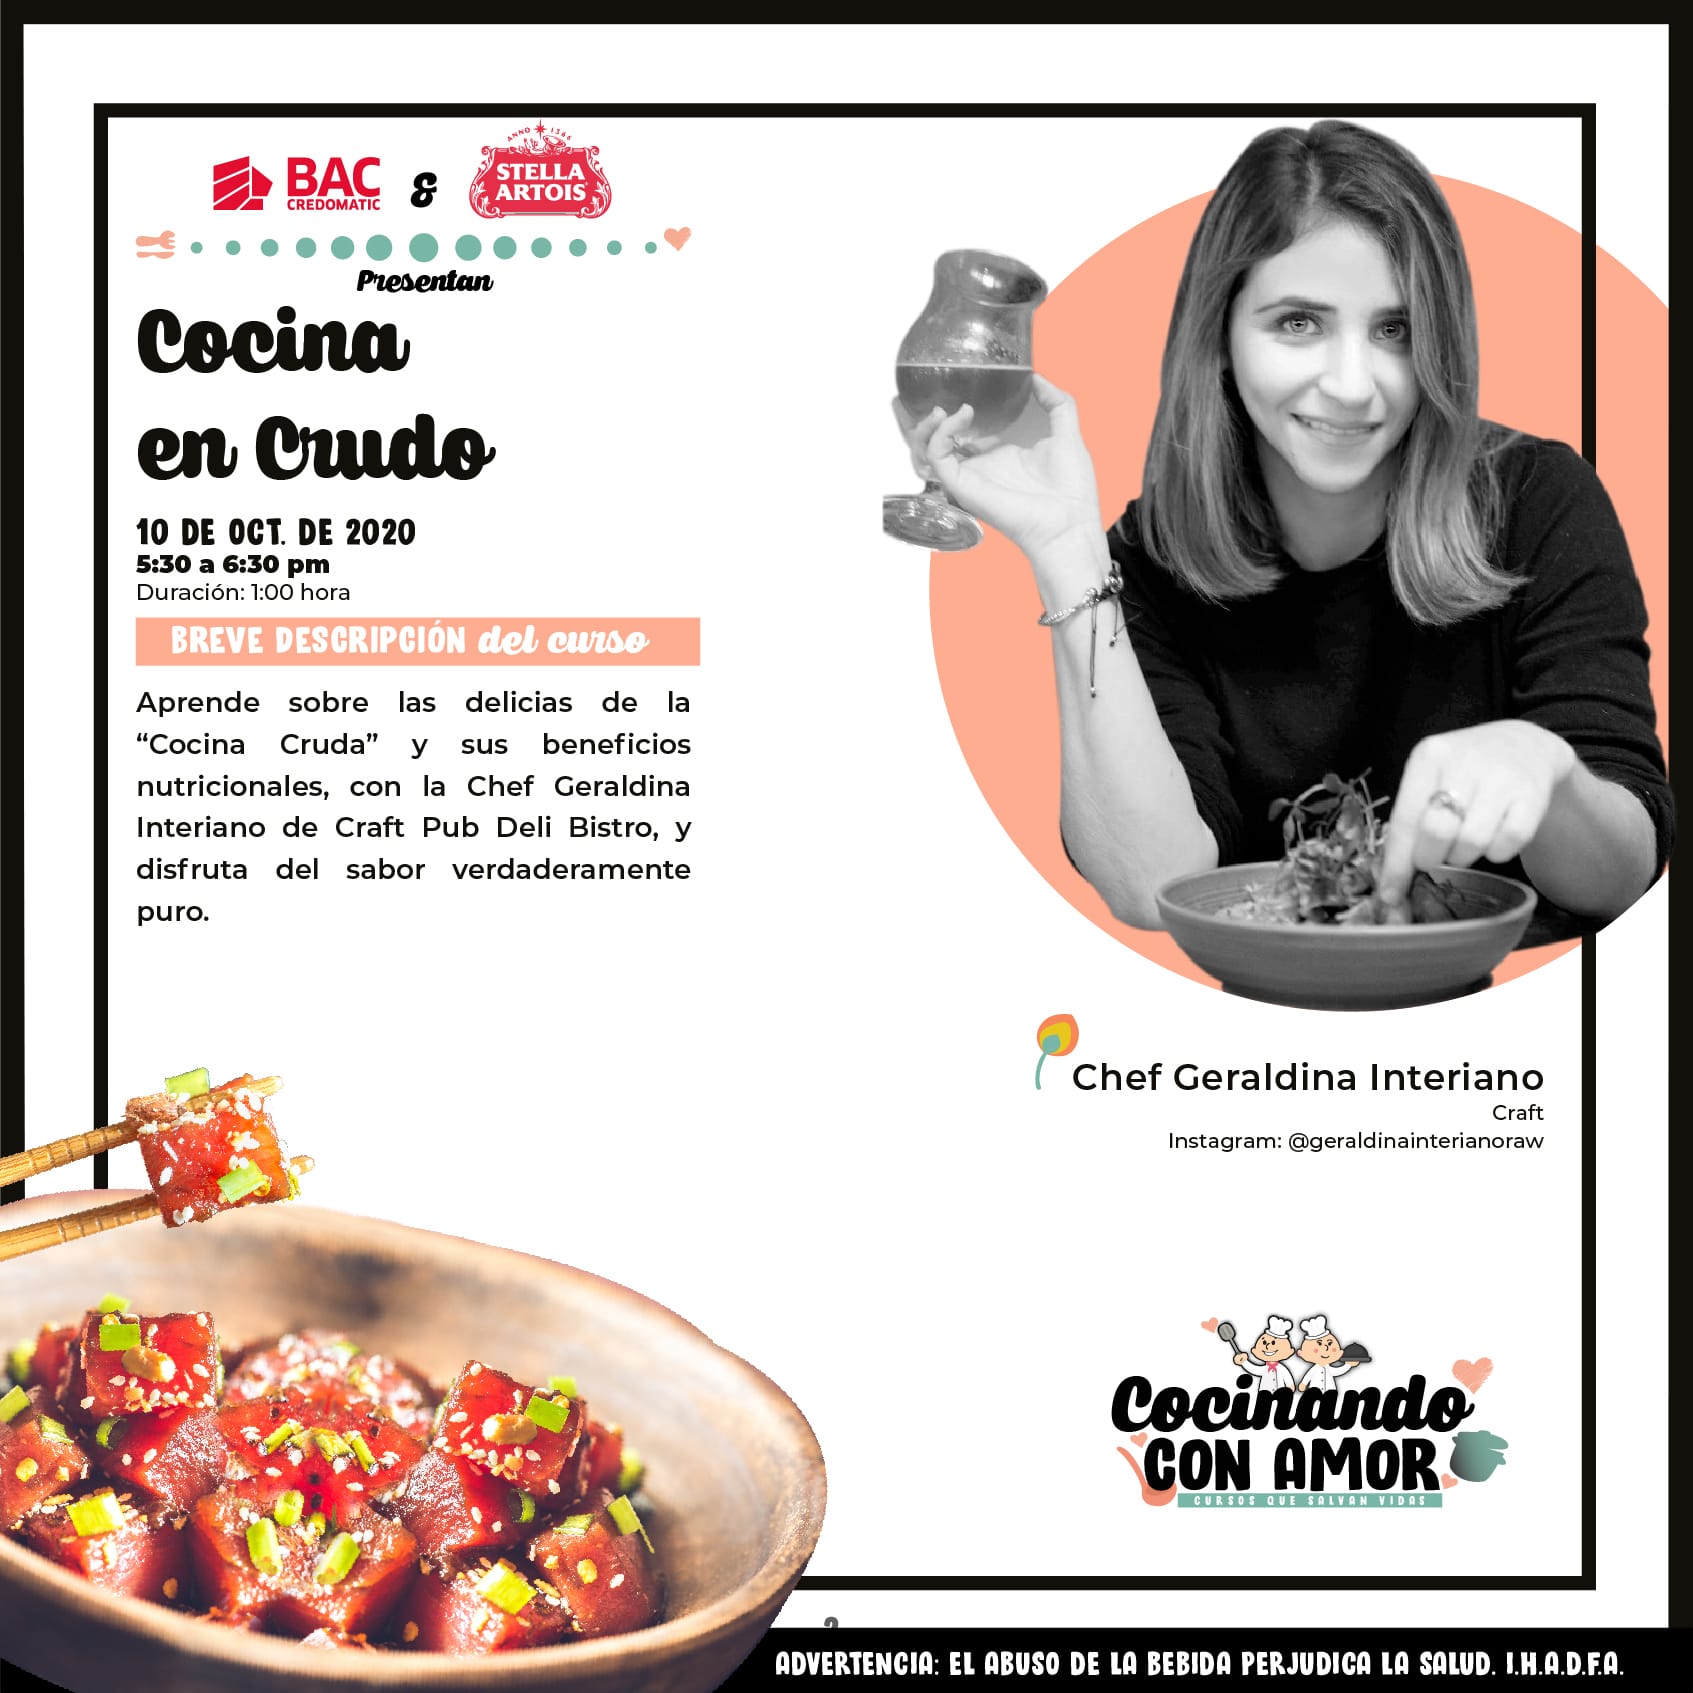 BAC
CREDOMATIC
&
ANNO 1366
STELLA
ARTOIS
Presentan
Cocina
en Crudo
10 DE OCT. DE 2020
5:30 a 6:30 pm
Duración: 1:00 hora
BREVE DESCRIPCIÓN del curso
Aprende sobre las delicias de la
“Cocina Cruda” y sus beneficios
nutricionales, con la Chef Geraldina
Interiano de Craft Pub Deli Bistro, y
disfruta del sabor verdaderamente
puro.
Chef Geraldina Interiano
Craft
Instagram: @geraldinainterianoraw
Cocinando
CON AMOR
CURSOS QUE SALVAN VIDAS
ADVERTENCIA: EL ABUSO DE LA BEBIDA PERJUDICA LA SALUD. I.H.A.D.F.A.